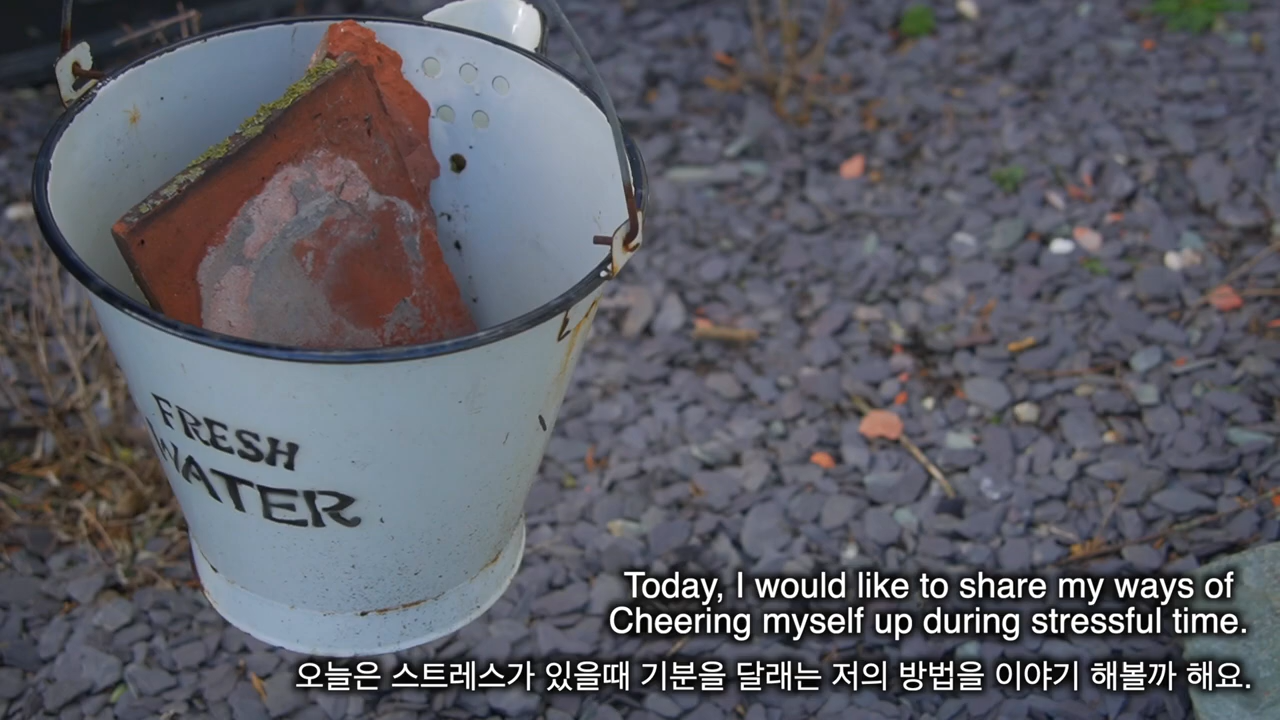 FRESH
WATER
Today, I would like to share my ways of
Cheering myself up during stressful time.
오늘은 스트레스가 있을때 기분을 달래는 저의 방법을 이야기 해볼까 해요.